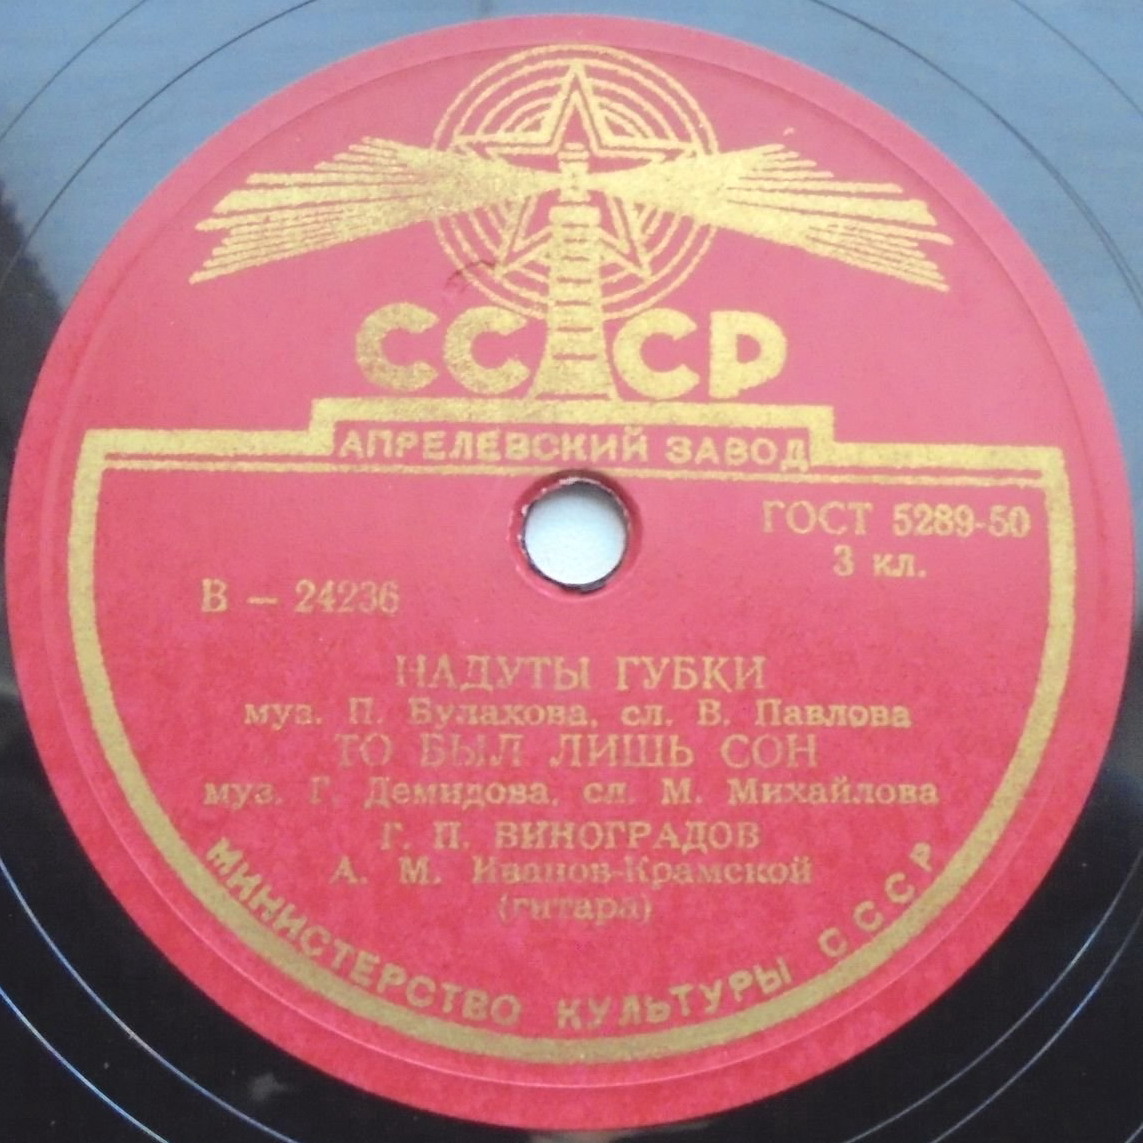 СССР
АПРЕЛЕВСКИЙ ЗАВОД
ГОСТ 5289-50
3 кл.
В – 24236
НАДУТЫ ГУБКИ
муз. П. Булахова, сл. В. Павлова
ТО БЫЛ ЛИШЬ СОН
муз. Г. Демидова, сл. М. Михайлова
Г. П. ВИНОГРАДОВ
А. М. Иванов-Крамской
(гитара)
МИНИСТЕРСТВО КУЛЬТУРЫ СССР